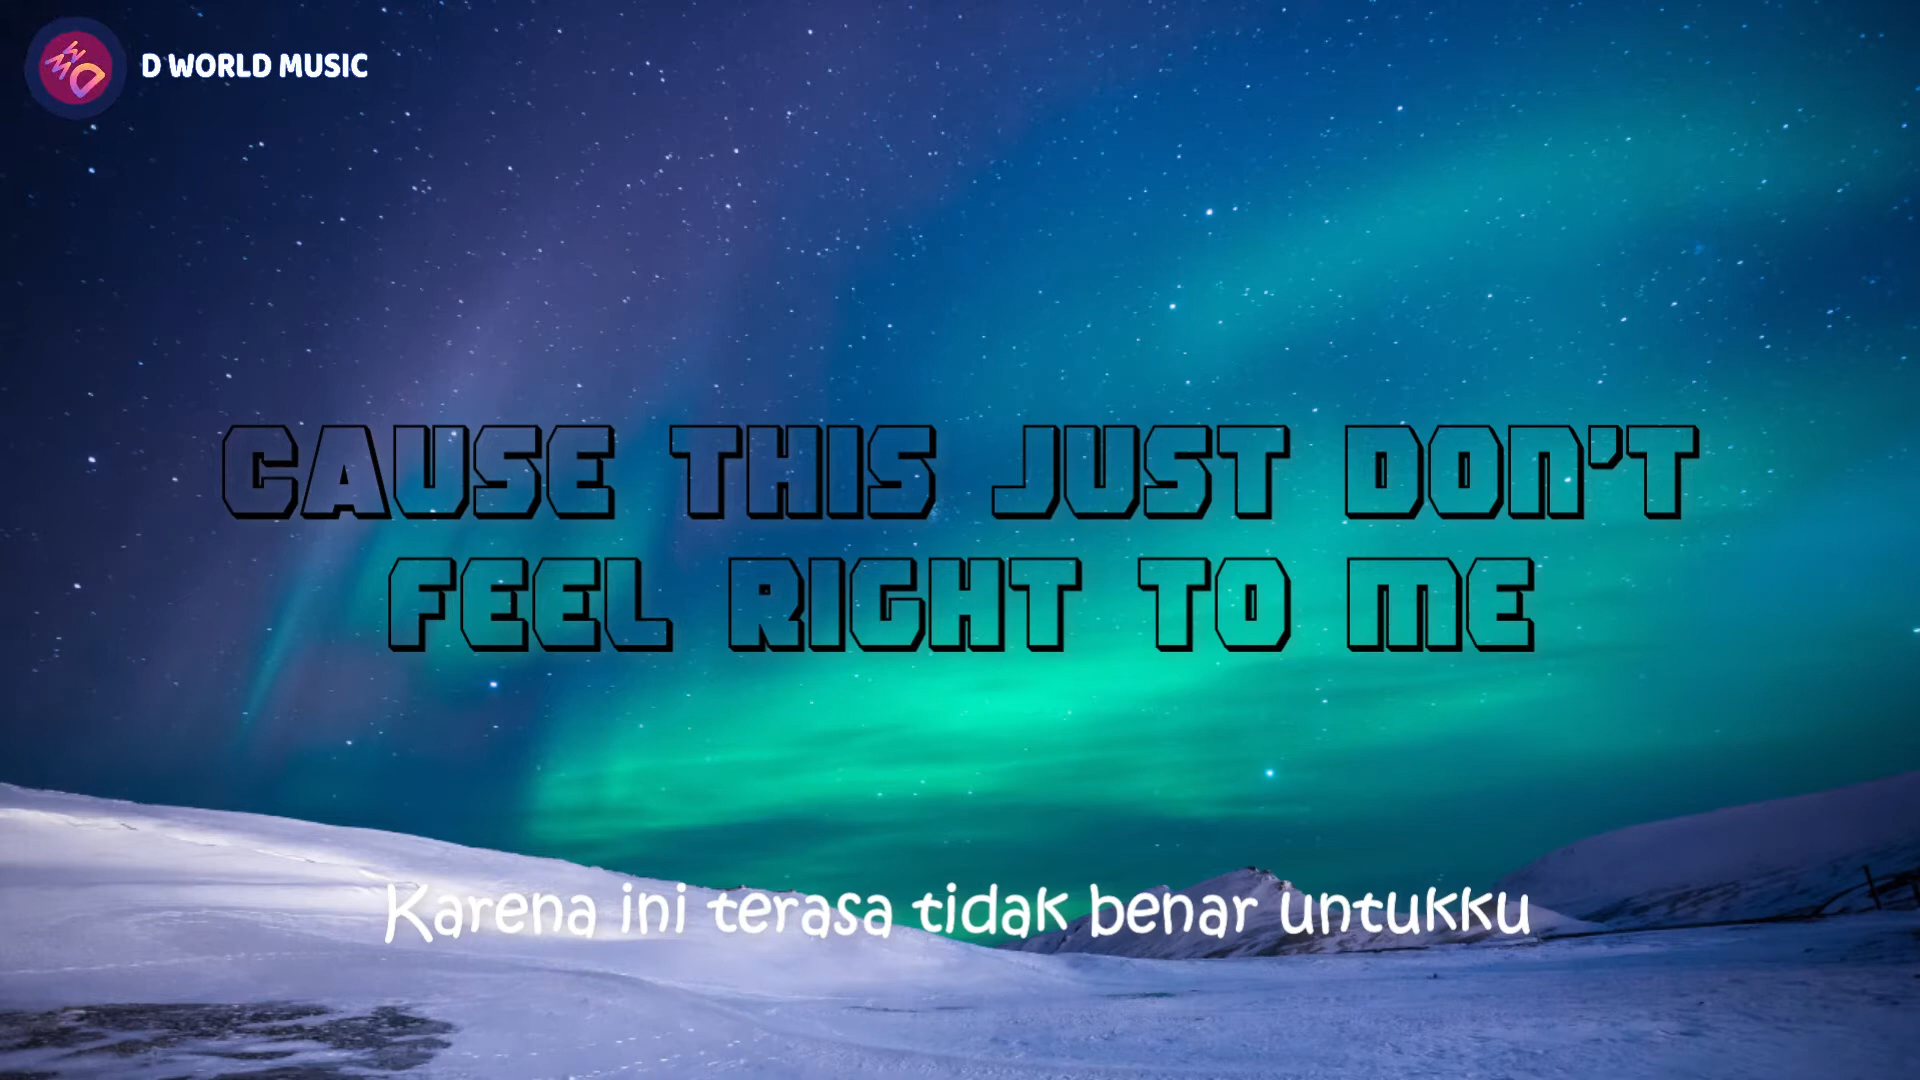 D WORLD MUSIC
CAUSE THIS JUST DON'T
FEEL RIGHT TO ME
Karena ini terasa tidak benar untukku